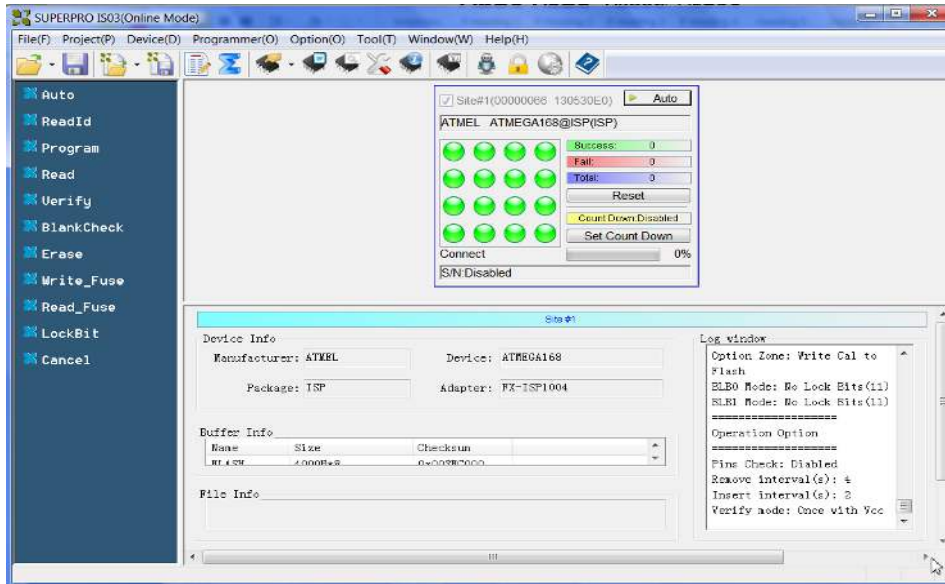 SUPERPRO IS03(Online Mode)
File(F) Project(P) Device(D) Programmer(O) Option(O) Tool(T) Window(W) Help(H)
Auto
ReadId
Program
Read
Verify
BlankCheck
Erase
Write_Fuse
Read_Fuse
LockBit
Cancel
Site#1(00000066 130530E0) Auto
ATMEL ATMEGA168@ISP(ISP)
Success: 0
Fail: 0
Total: 0
Reset
Count Down:Disabled
Set Count Down
Connect 0%
S/N:Disabled
Site #1
Device Info
Manufacturer: ATMEL Device: ATMEGA168
Package: ISP Adapter: FX-ISP1004
Buffer Info
Name Size Checksum
FLASH 4000H*8
File Info
Log window
Option Zone: Write Cal to
Flash
BLB0 Mode: No Lock Bits(11)
BLB1 Mode: No Lock Bits(11)
===================
Operation Option
===================
Pins Check: Diabled
Remove interval(s): 4
Insert interval(s): 2
Verify mode: Once with Vcc